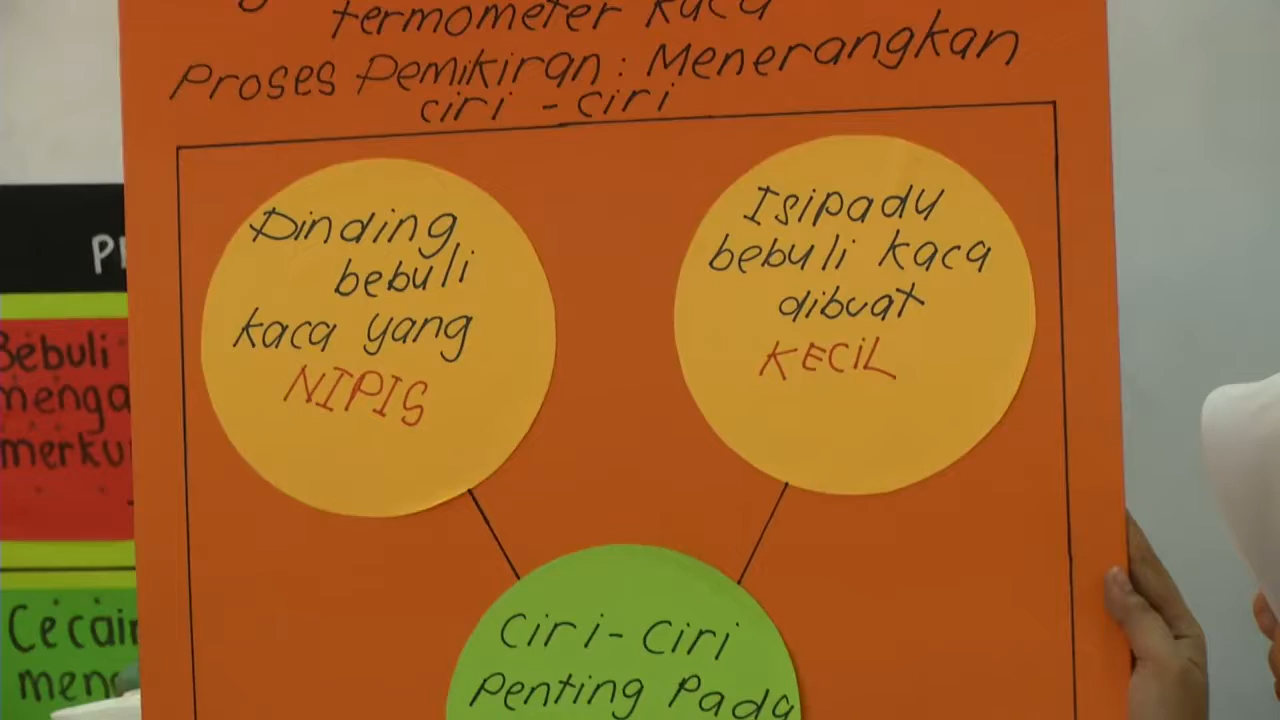 termometer kaca
Proses Pemikiran : Menerangkan
ciri - ciri
Dinding
bebuli
kaca yang
NIPIS
Isipadu
bebuli kaca
dibuat
KECIL
Ciri-Ciri
penting pada
Bebuli
menga
merku
Cecair